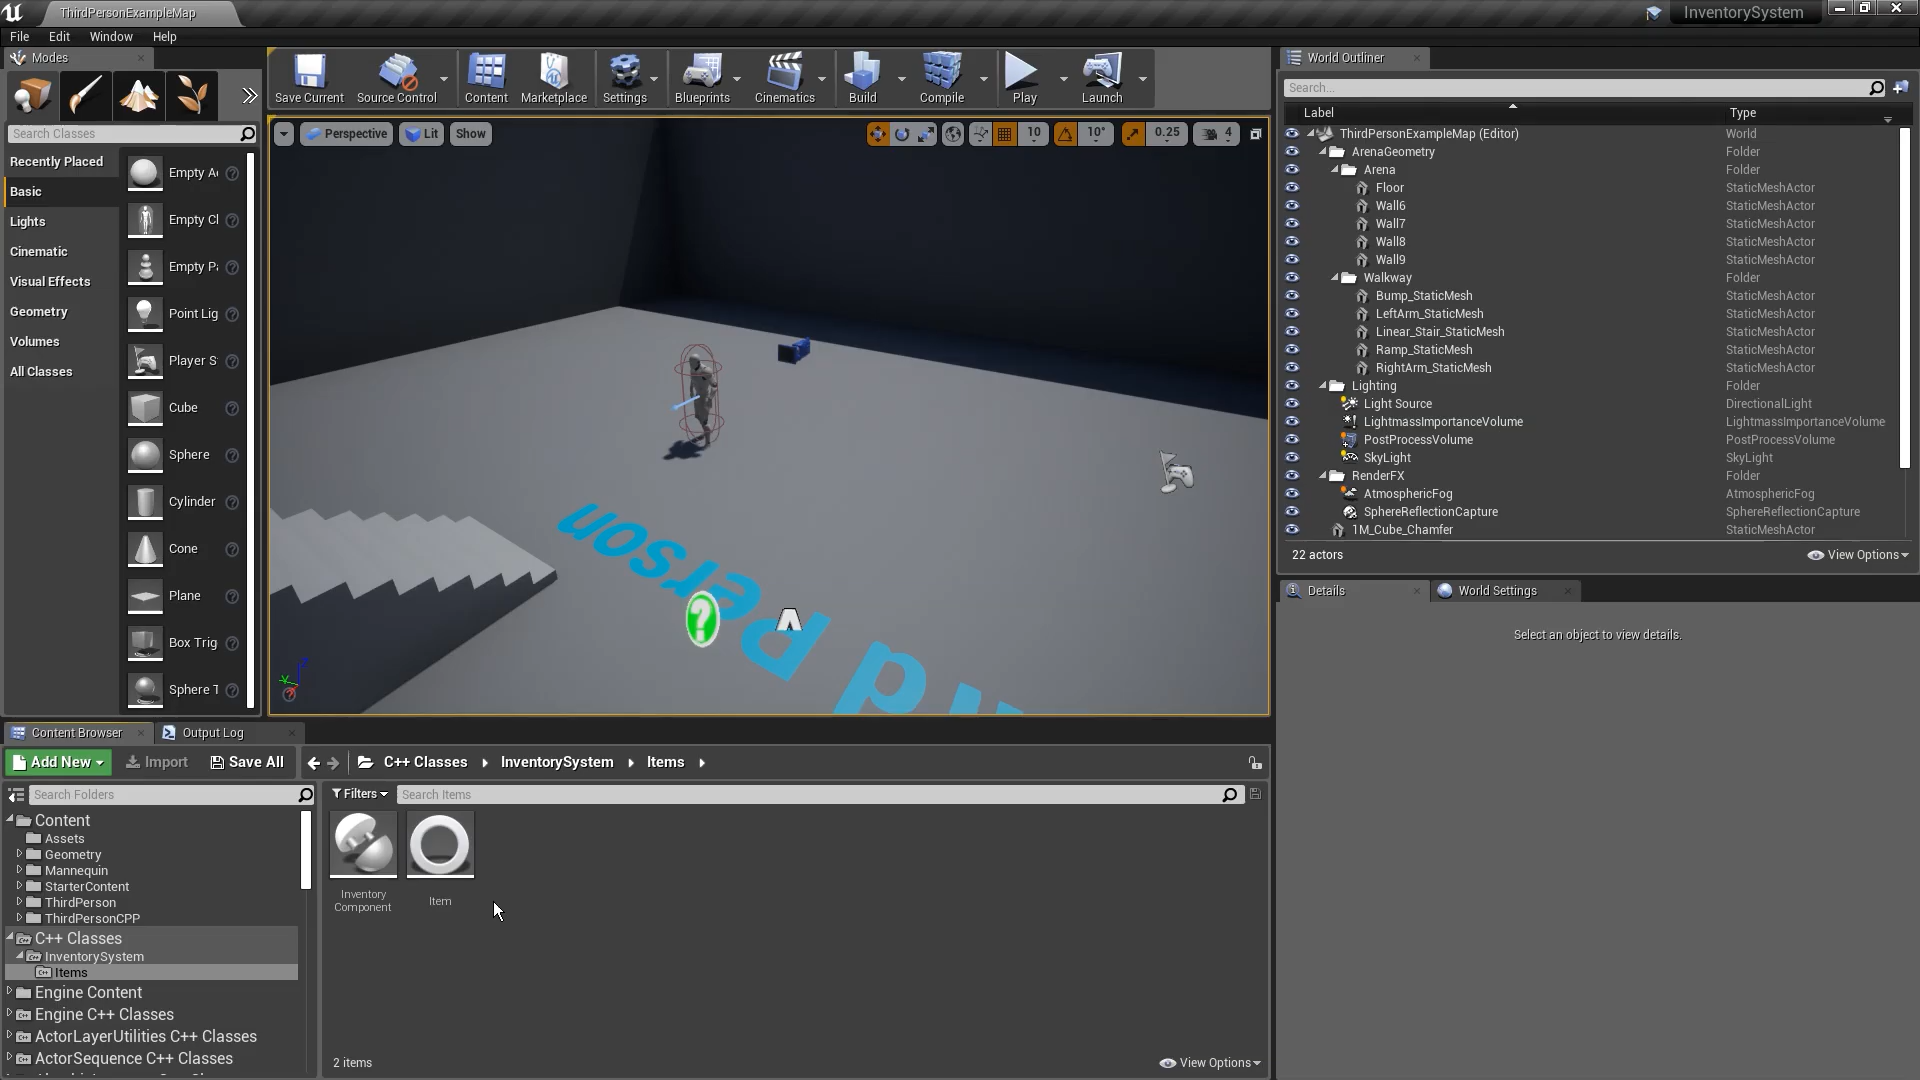 ThirdPersonExampleMap
InventorySystem
File
Edit
Window
Help
Modes
Search Classes
Recently Placed
Basic
Lights
Cinematic
Visual Effects
Geometry
Volumes
All Classes
Empty A
Empty Cl
Empty P
Point Lig
Player S
Cube
Sphere
Cylinder
Cone
Plane
Box Trig
Sphere T
Save Current
Source Control
Content
Marketplace
Settings
Blueprints
Cinematics
Build
Compile
Play
Launch
Perspective
Lit
Show
10
10°
0.25
4
d Person
World Outliner
Search...
Label
Type
ThirdPersonExampleMap (Editor) World
ArenaGeometry Folder
Arena Folder
Floor StaticMeshActor
Wall6 StaticMeshActor
Wall7 StaticMeshActor
Wall8 StaticMeshActor
Wall9 StaticMeshActor
Walkway Folder
Bump_StaticMesh StaticMeshActor
LeftArm_StaticMesh StaticMeshActor
Linear_Stair_StaticMesh StaticMeshActor
Ramp_StaticMesh StaticMeshActor
RightArm_StaticMesh StaticMeshActor
Lighting Folder
Light Source DirectionalLight
LightmassImportanceVolume LightmassImportanceVolume
PostProcessVolume PostProcessVolume
SkyLight SkyLight
RenderFX Folder
AtmosphericFog AtmosphericFog
SphereReflectionCapture SphereReflectionCapture
1M_Cube_Chamfer StaticMeshActor
22 actors
View Options
Details
World Settings
Select an object to view details.
Content Browser
Output Log
Add New
Import
Save All
C++ Classes
InventorySystem
Items
Search Folders
Filters
Search Items
Content
Assets
Geometry
Mannequin
StarterContent
ThirdPerson
ThirdPersonCPP
C++ Classes
InventorySystem
Items
Engine Content
Engine C++ Classes
ActorLayerUtilities C++ Classes
ActorSequence C++ Classes
Inventory
Component
Item
2 items
View Options